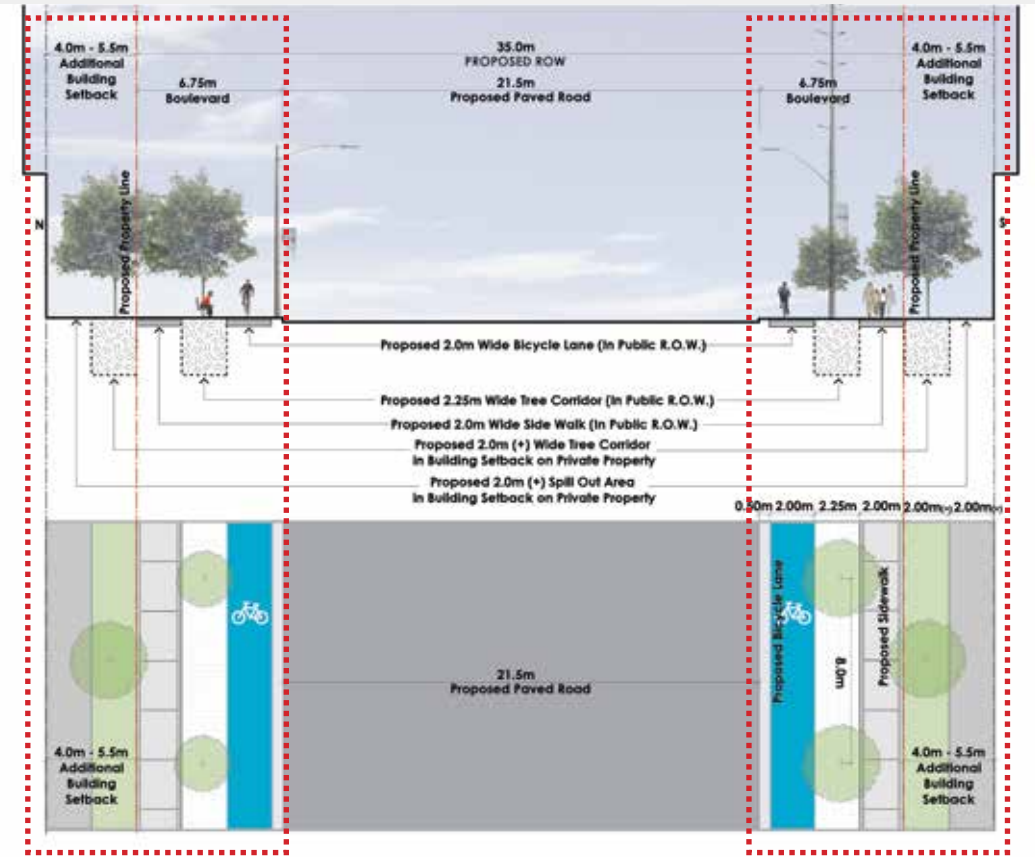 4.0m - 5.5m
Additional
Building
Setback
6.75m
Boulevard
35.0m
PROPOSED ROW
21.5m
Proposed Paved Road
6.75m
Boulevard
4.0m - 5.5m
Additional
Building
Setback
Proposed Property Line
Proposed Property Line
N
S
Proposed 2.0m Wide Bicycle Lane (In Public R.O.W.)
Proposed 2.25m Wide Tree Corridor (In Public R.O.W.)
Proposed 2.0m Wide Side Walk (In Public R.O.W.)
Proposed 2.0m (+) Wide Tree Corridor
in Building Setback on Private Property
Proposed 2.0m (+) Spill Out Area
in Building Setback on Private Property
0.50m 2.00m 2.25m 2.00m 2.00m(+) 2.00m(+)
Proposed Bicycle Lane
8.0m
Proposed Sidewalk
21.5m
Proposed Paved Road
4.0m - 5.5m
Additional
Building
Setback
4.0m - 5.5m
Additional
Building
Setback